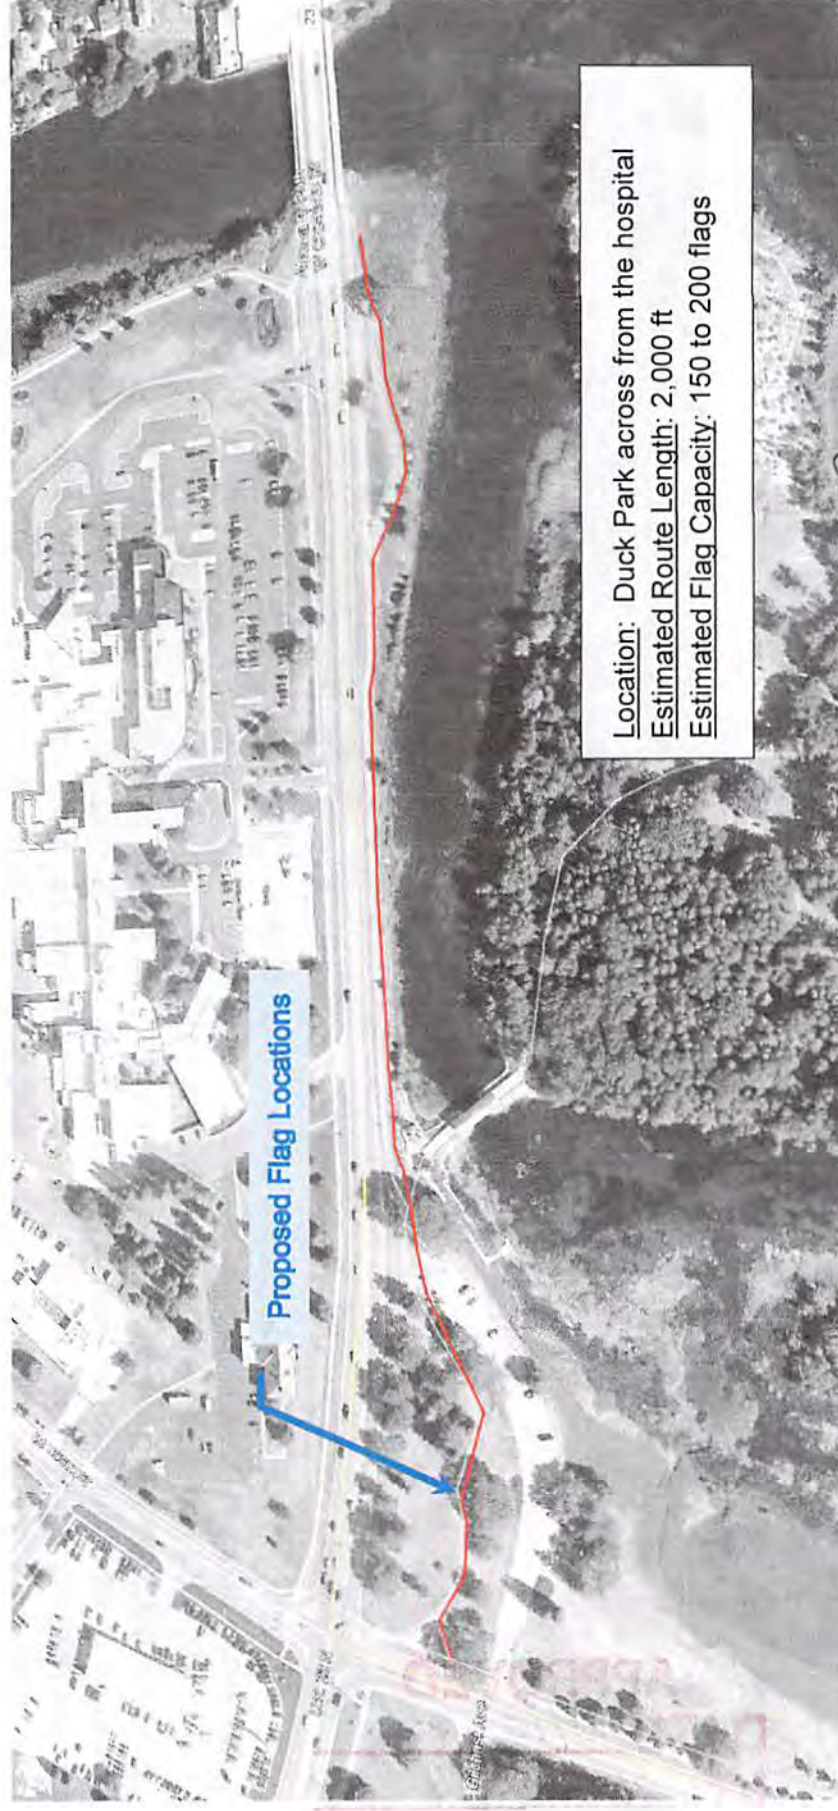 Proposed Flag Locations
Location: Duck Park across from the hospital
Estimated Route Length: 2,000 ft
Estimated Flag Capacity: 150 to 200 flags
23